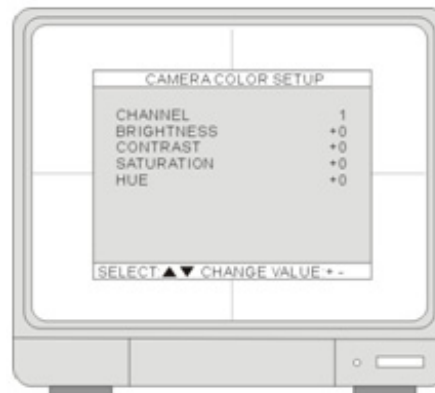 CAMERA COLOR SETUP
CHANNEL 1
BRIGHTNESS +0
CONTRAST +0
SATURATION +0
HUE +0
SELECT:▲▼ CHANGE VALUE:+ -